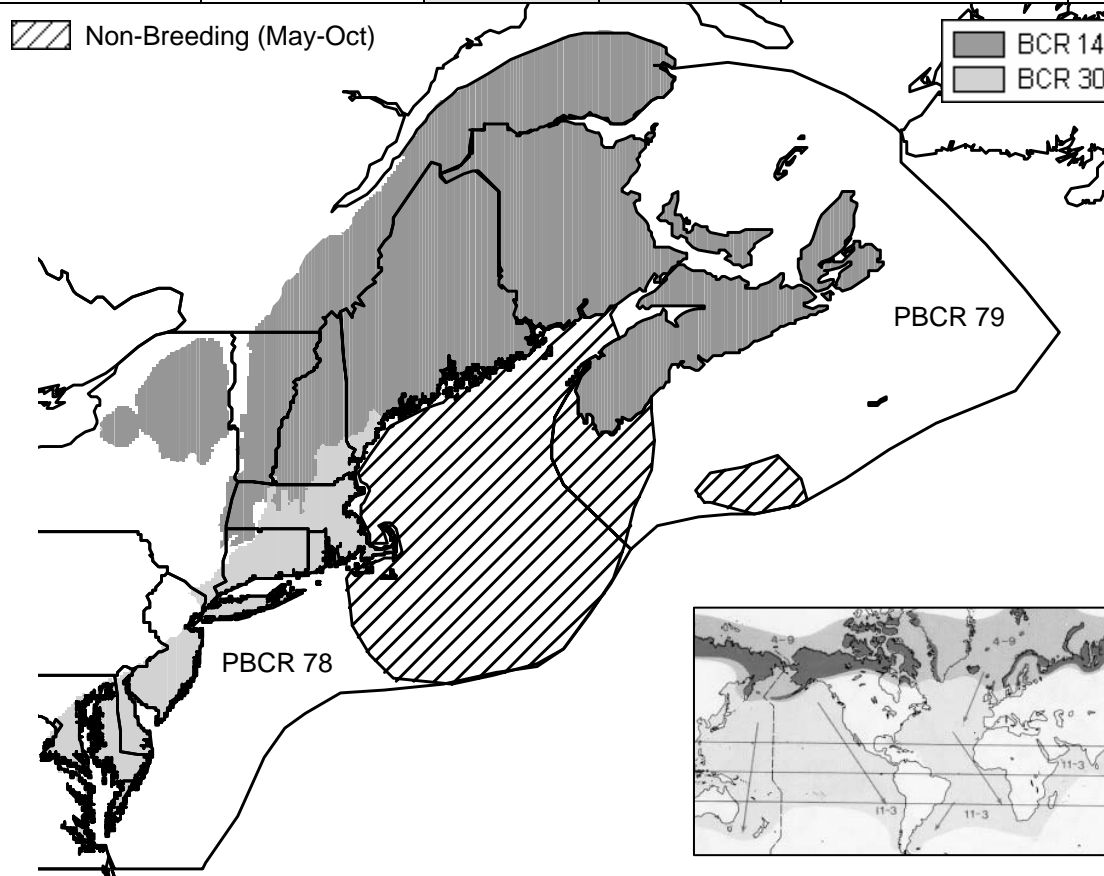 Non-Breeding (May-Oct)
BCR 14
BCR 30
PBCR 79
PBCR 78
4-9
4-9
11-3
11-3
11-3